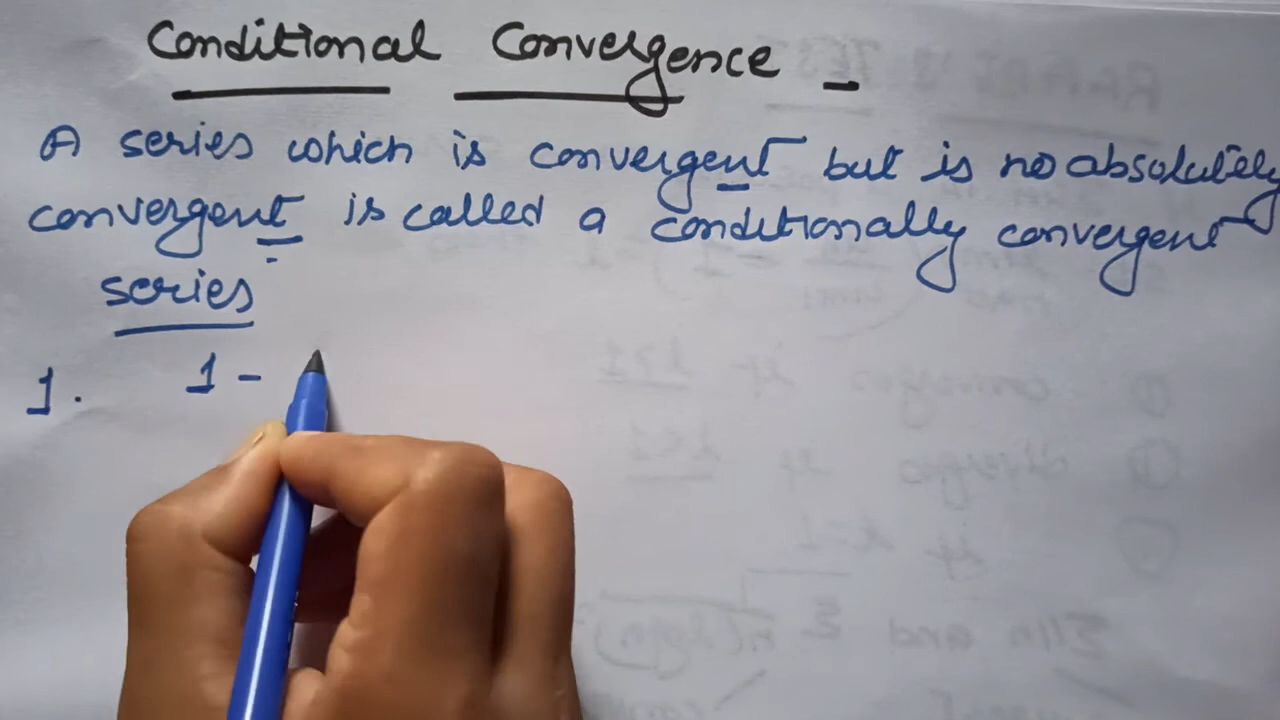 Conditional Convergence -
A series which is convergent but is no absolutely
convergent is called a conditionally convergent
series
1. 1 -